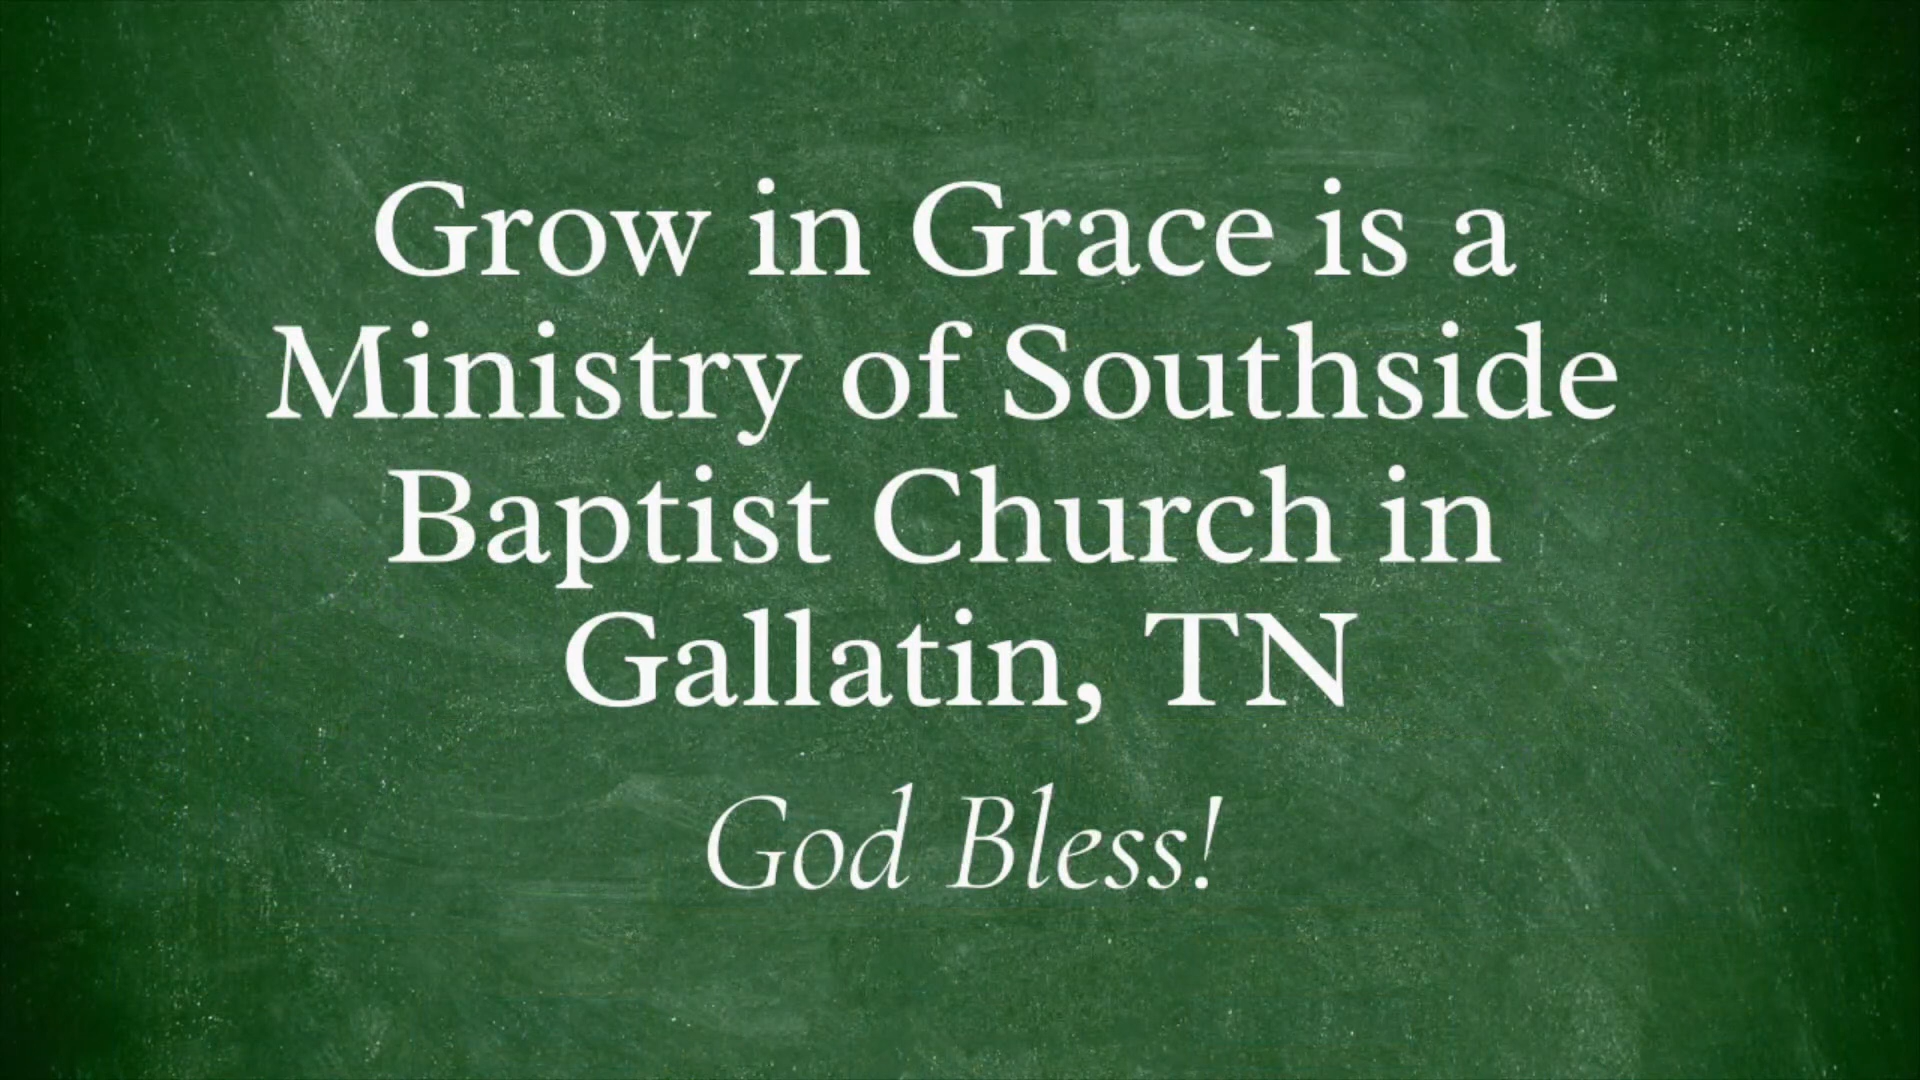 Grow in Grace is a
Ministry of Southside
Baptist Church in
Gallatin, TN
God Bless!